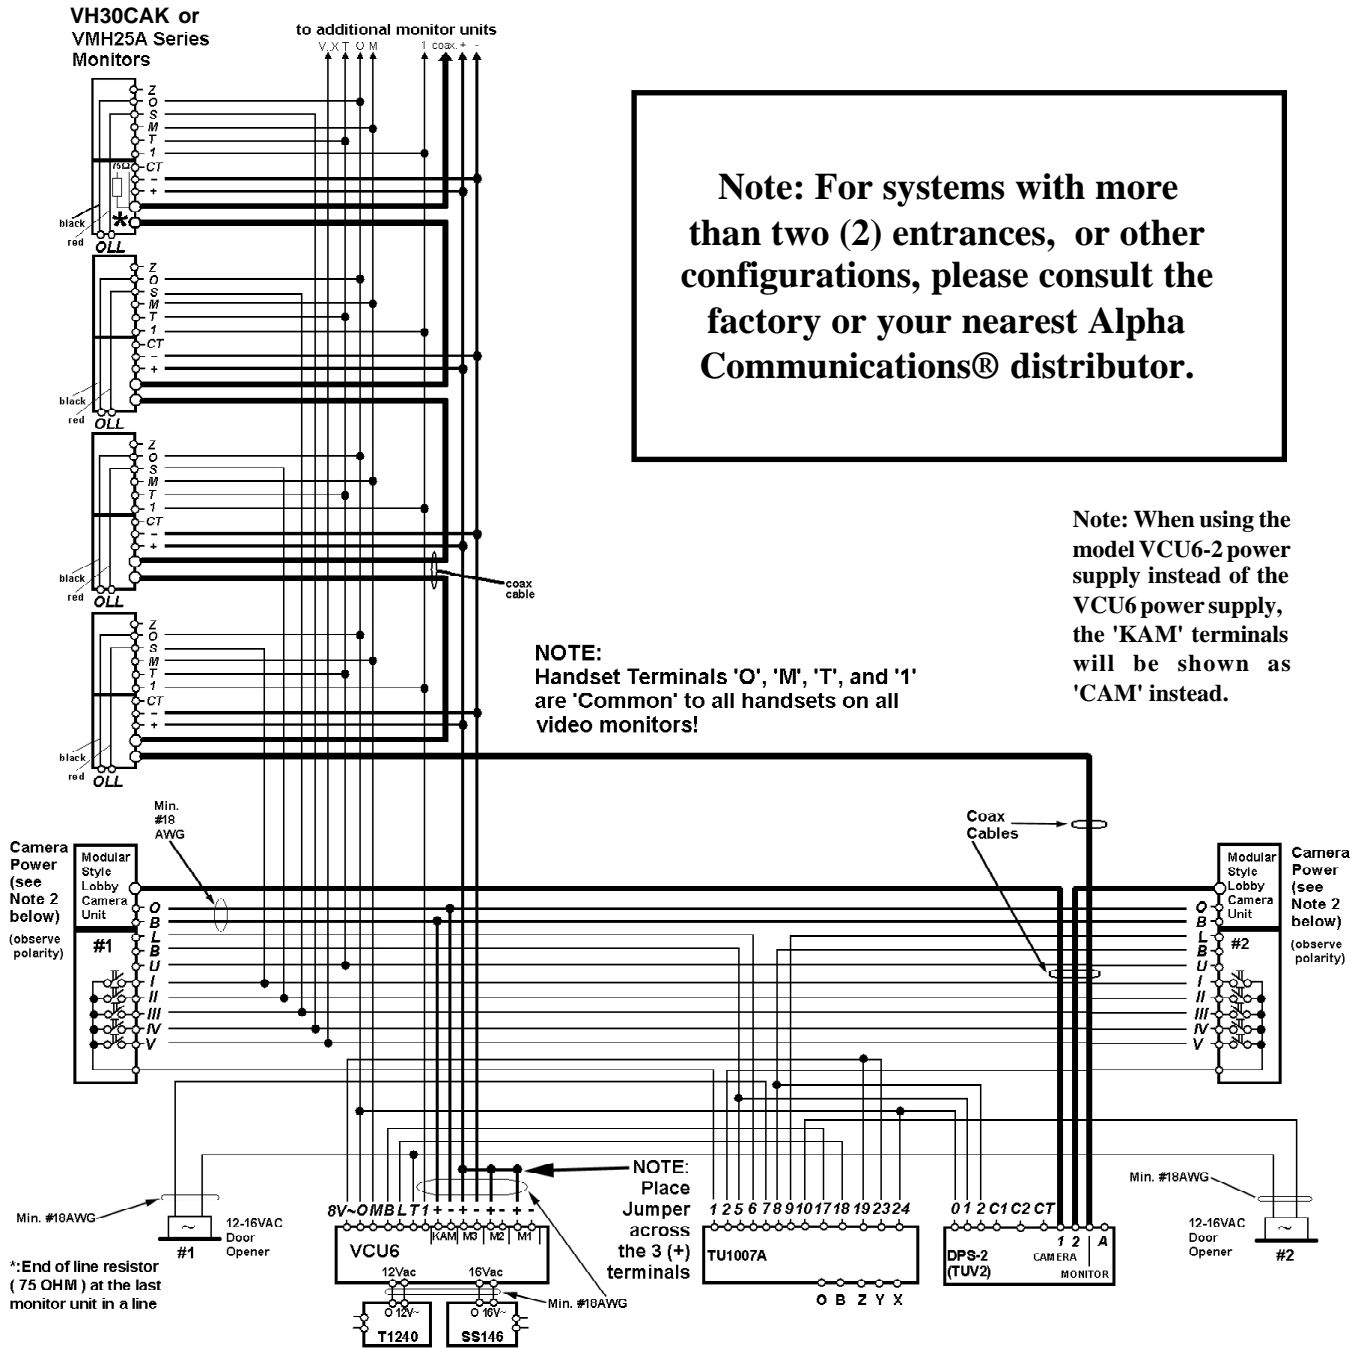 VH30CAK or
VMH25A Series
Monitors
to additional monitor units
V X T O M 1 coax. + -
Z
O
S
M
T
1
CT
-
+
75Ω
*
black
red
OLL
Z
O
S
M
T
1
CT
-
+
black
red
OLL
Z
O
S
M
T
1
CT
-
+
black
red
OLL
coax
cable
Z
O
S
M
T
1
CT
-
+
black
red
OLL
Note: For systems with more
than two (2) entrances, or other
configurations, please consult the
factory or your nearest Alpha
Communications® distributor.
Note: When using the
model VCU6-2 power
supply instead of the
VCU6 power supply,
the 'KAM' terminals
will be shown as
'CAM' instead.
NOTE:
Handset Terminals 'O', 'M', 'T', and '1'
are 'Common' to all handsets on all
video monitors!
Min.
#18
AWG
Coax
Cables
Camera
Power
(see
Note 2
below)
(observe
polarity)
Modular
Style
Lobby
Camera
Unit
#1
O
B
L
B
U
I
II
III
IV
V
O
B
L
B
U
I
II
III
IV
V
Modular
Style
Lobby
Camera
Unit
#2
Camera
Power
(see
Note 2
below)
(observe
polarity)
Min. #18AWG
~
#1
12-16VAC
Door
Opener
*:End of line resistor
( 75 OHM ) at the last
monitor unit in a line
8V~OMBLT1+-+-+-+-
KAM M3 M2 M1
VCU6
12Vac 16Vac
O 12V~
T1240
O 16V~
SS146
Min. #18AWG
NOTE:
Place
Jumper
across
the 3 (+)
terminals
1 2 5 6 7 8 9 10 17 18 19 23 24
TU1007A
O B Z Y X
0 1 2 C1 C2 CT
1 2 A
DPS-2
(TUV2)
CAMERA
MONITOR
Min. #18AWG
12-16VAC
Door
Opener
~
#2